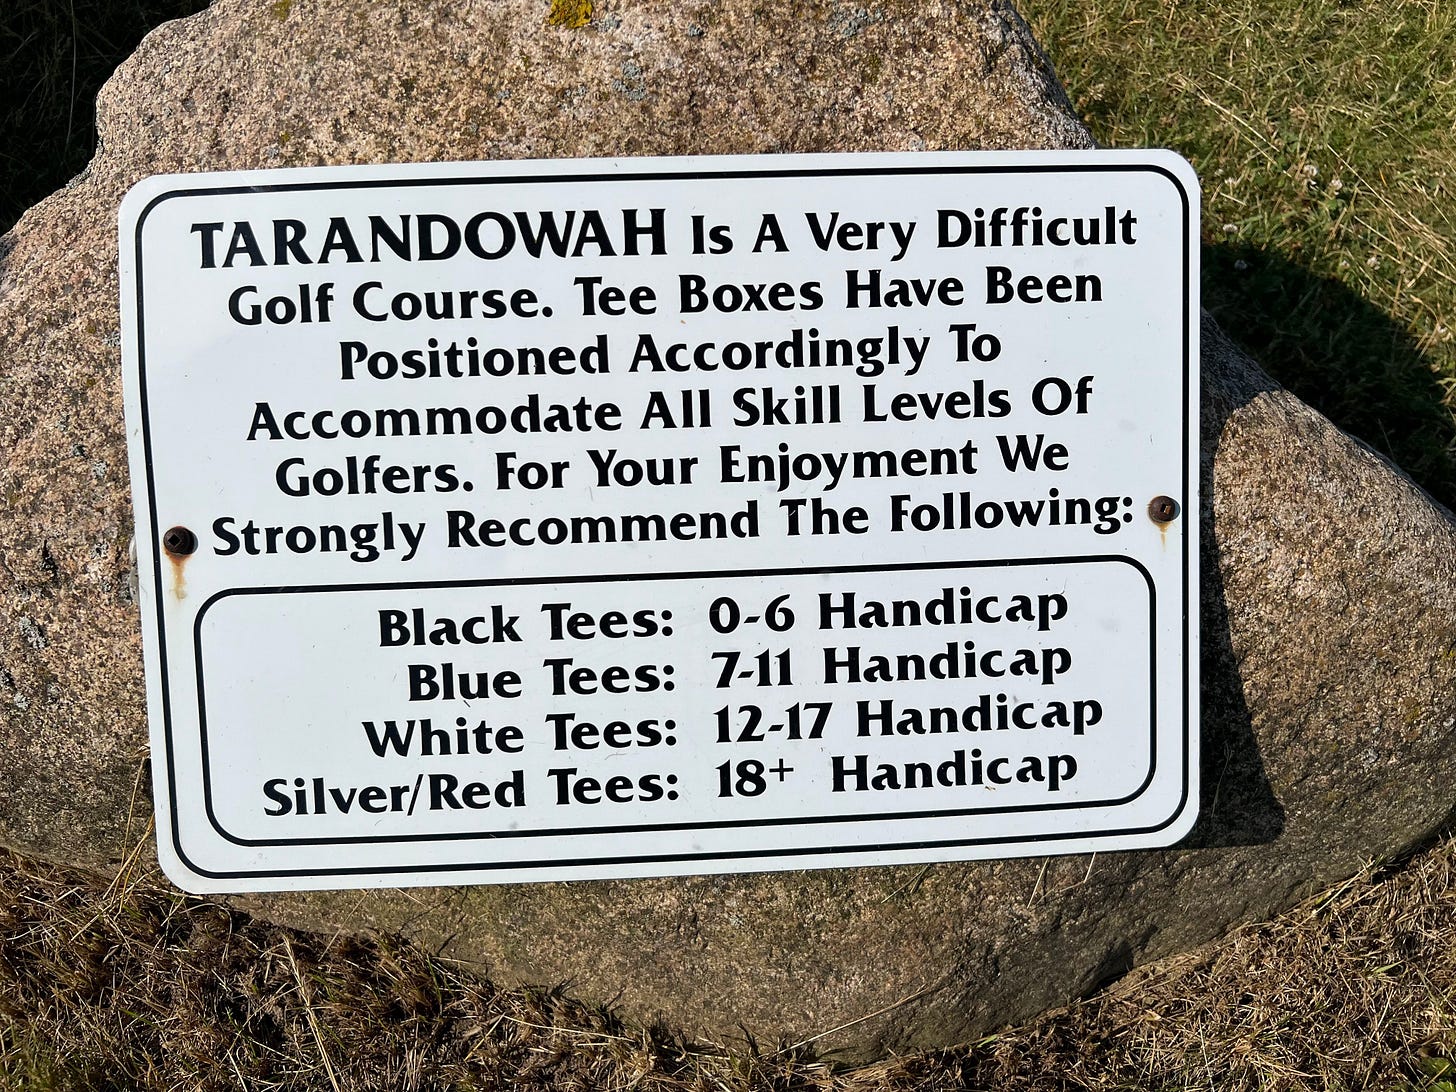 TARANDOWAH Is A Very Difficult
Golf Course. Tee Boxes Have Been
Positioned Accordingly To
Accommodate All Skill Levels Of
Golfers. For Your Enjoyment We
Strongly Recommend The Following:
Black Tees: 0-6 Handicap
Blue Tees: 7-11 Handicap
White Tees: 12-17 Handicap
Silver/Red Tees: 18+ Handicap